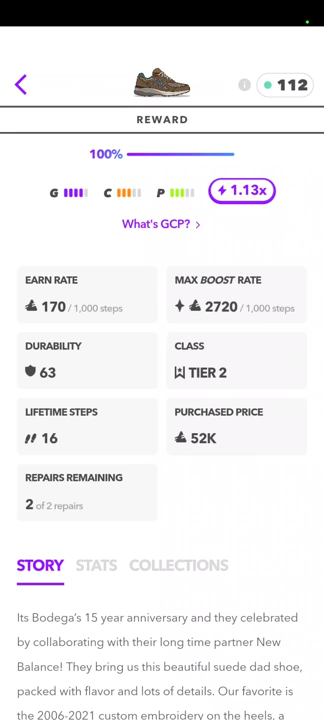 112
REWARD
100%
G C P 1.13x
What's GCP? >
EARN RATE
170 / 1,000 steps
MAX BOOST RATE
2720 / 1,000 steps
DURABILITY
63
CLASS
TIER 2
LIFETIME STEPS
16
PURCHASED PRICE
52K
REPAIRS REMAINING
2 of 2 repairs
STORY STATS COLLECTIONS
Its Bodega's 15 year anniversary and they celebrated
by collaborating with their long time partner New
Balance! They bring us this beautiful suede dad shoe,
packed with flavor and lots of details. Our favorite is
the 2006-2021 custom embroidery on the heels, a